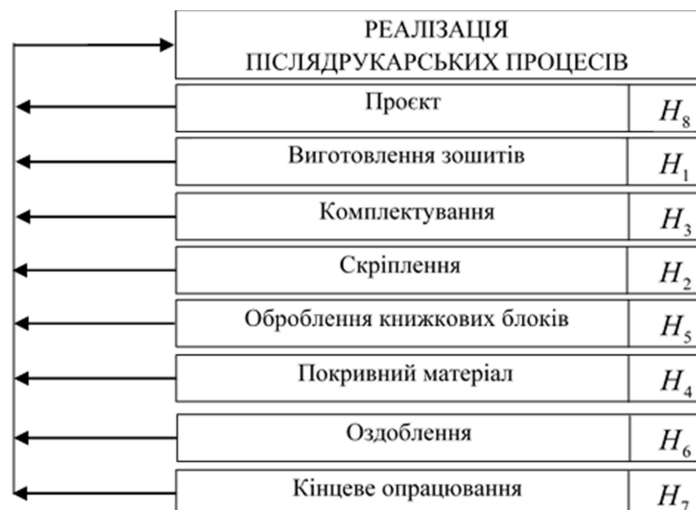 РЕАЛІЗАЦІЯ
ПІСЛЯДРУКАРСЬКИХ ПРОЦЕСІВ
Проєкт H₈
Виготовлення зошитів H₁
Комплектування H₃
Скріплення H₂
Оброблення книжкових блоків H₅
Покривний матеріал H₄
Оздоблення H₆
Кінцеве опрацювання H₇